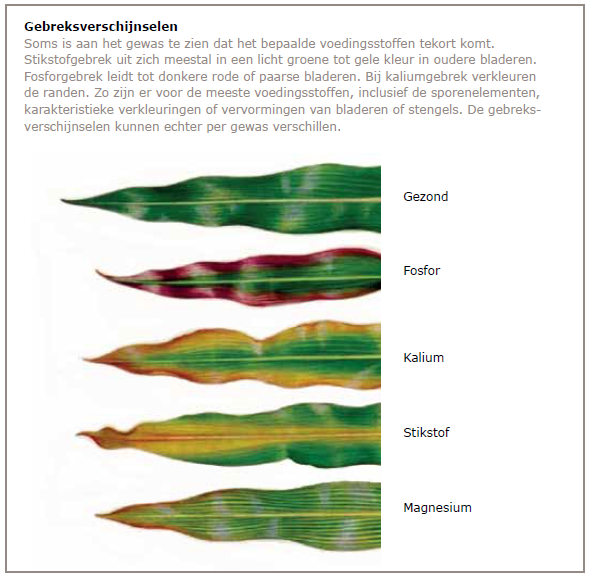 Gebreksverschijnselen
Soms is aan het gewas te zien dat het bepaalde voedingsstoffen tekort komt.
Stikstofgebrek uit zich meestal in een licht groene tot gele kleur in oudere bladeren.
Fosforgebrek leidt tot donkere rode of paarse bladeren. Bij kaliumgebrek verkleuren
de randen. Zo zijn er voor de meeste voedingsstoffen, inclusief de sporenelementen,
karakteristieke verkleuringen of vervormingen van bladeren of stengels. De gebreks-
verschijnselen kunnen echter per gewas verschillen.
Gezond
Fosfor
Kalium
Stikstof
Magnesium